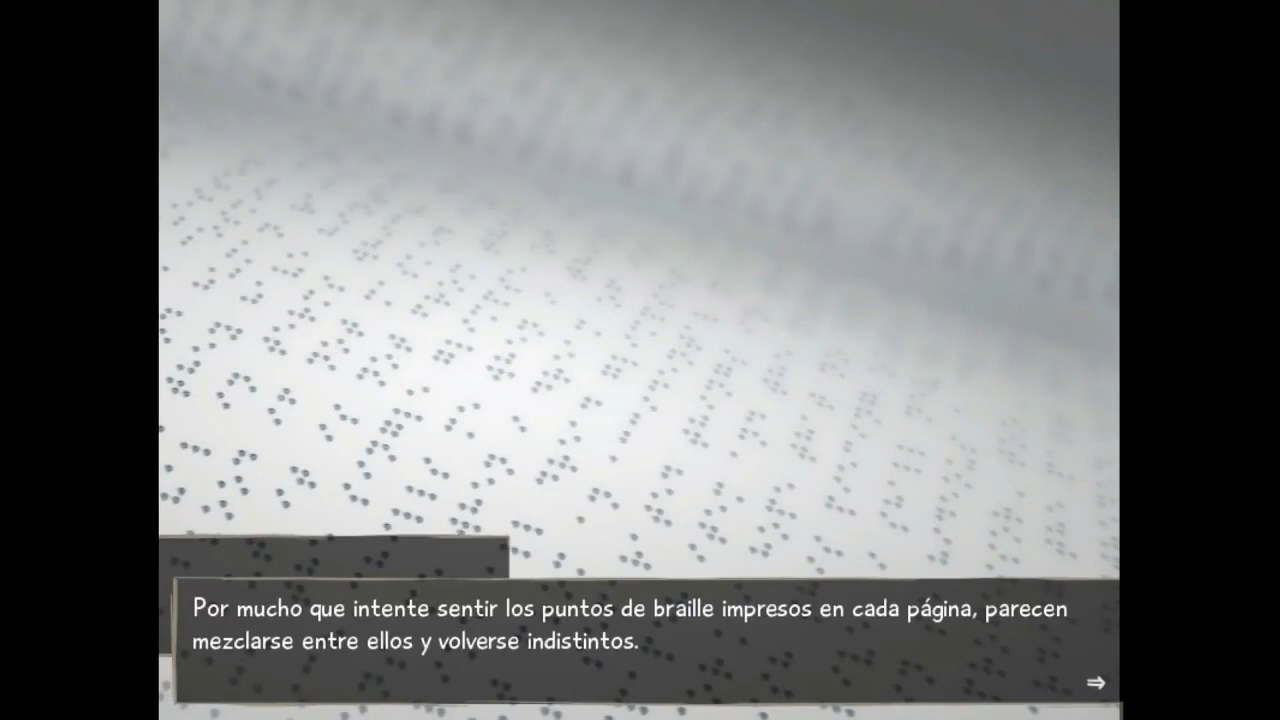 Por mucho que intente sentir los puntos de braille impresos en cada página, parecen
mezclarse entre ellos y volverse indistintos.
⇒